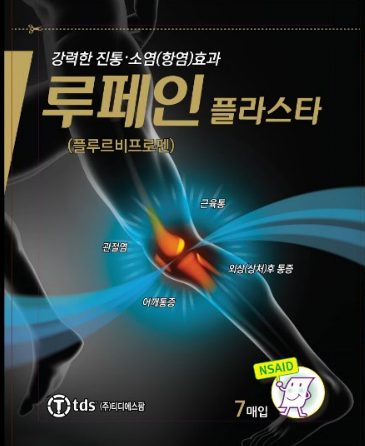 강력한 진통·소염(항염)효과
루페인 플라스타
(플루르비프로펜)
근육통
관절염
외상(상처)후 통증
어깨통증
NSAID
tds (주)티디에스팜
7매입